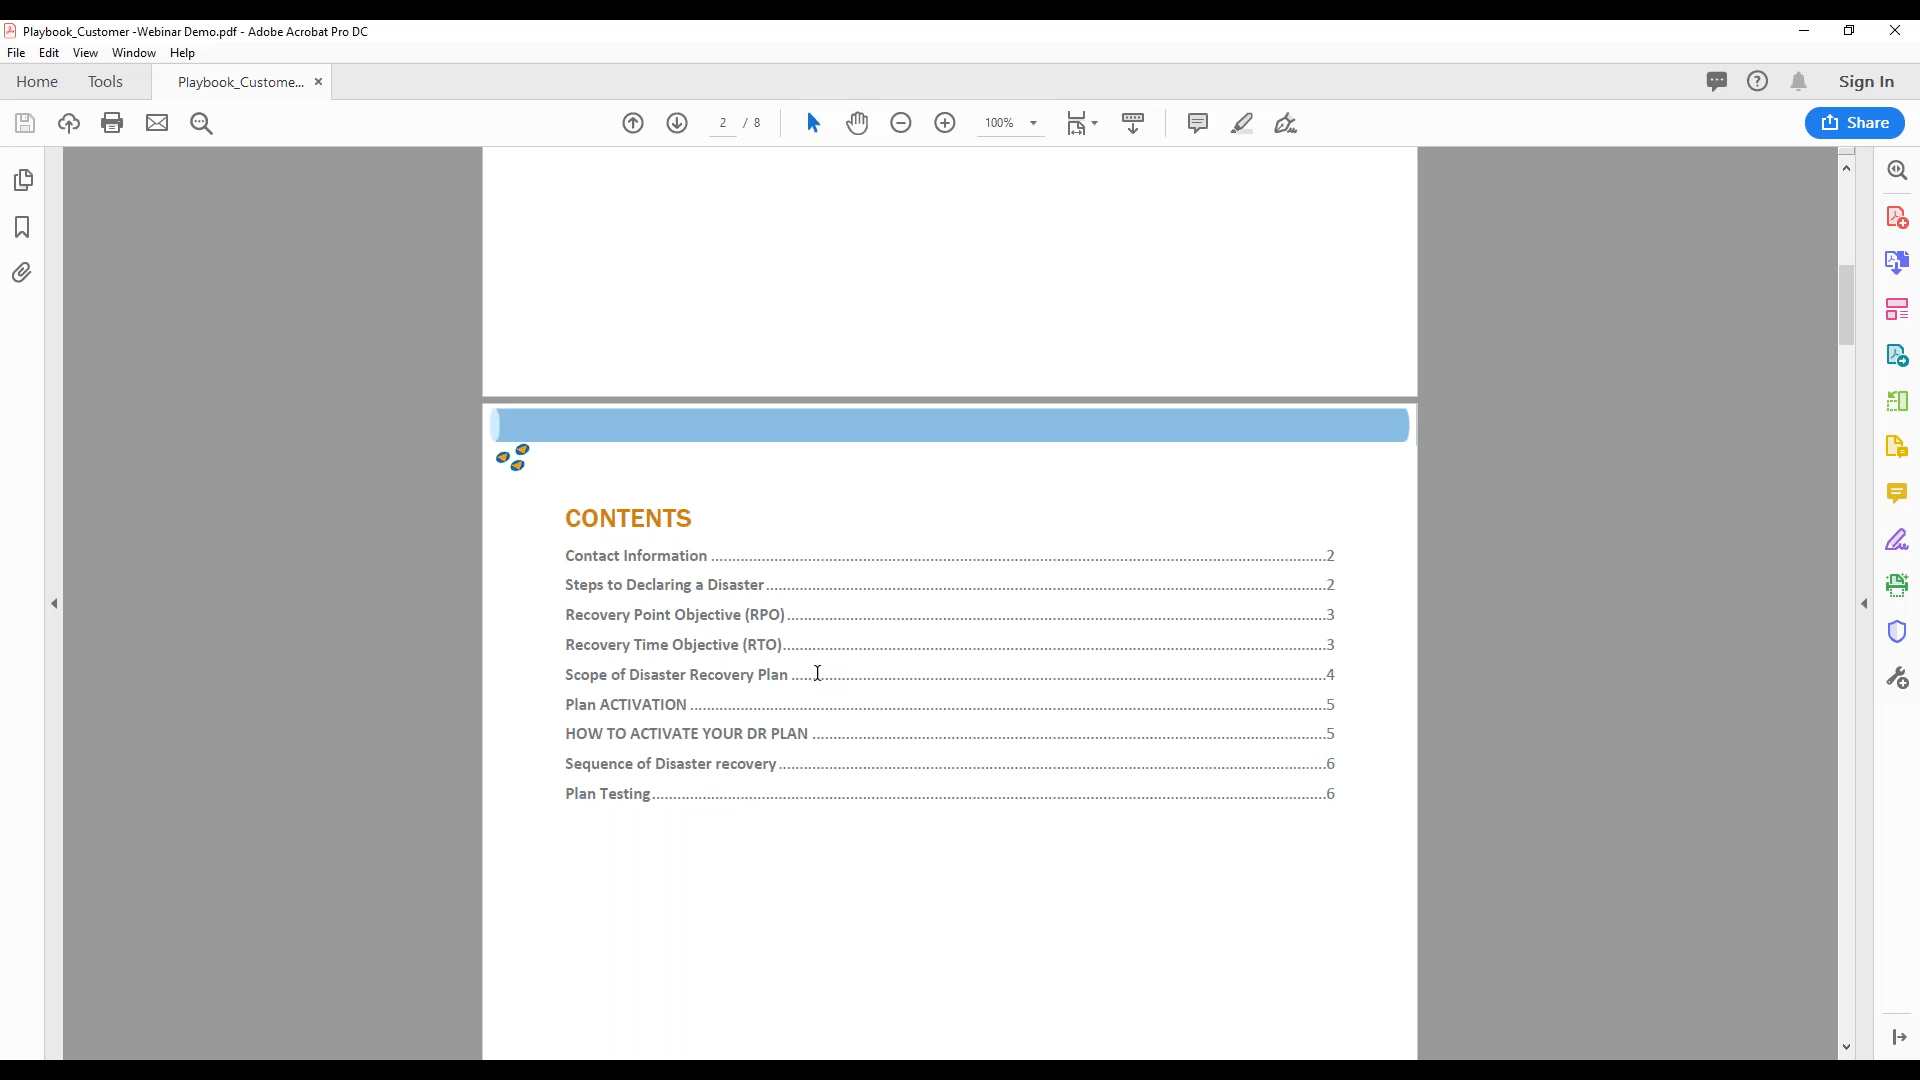 Playbook_Customer -Webinar Demo.pdf - Adobe Acrobat Pro DC
File Edit View Window Help
Home Tools Playbook_Custome... × Sign In
2 / 8 100% Share
CONTENTS
Contact Information ........................................ 2
Steps to Declaring a Disaster ........................................ 2
Recovery Point Objective (RPO) ........................................ 3
Recovery Time Objective (RTO) ........................................ 3
Scope of Disaster Recovery Plan ........................................ 4
Plan ACTIVATION ........................................ 5
HOW TO ACTIVATE YOUR DR PLAN ........................................ 5
Sequence of Disaster recovery ........................................ 6
Plan Testing ........................................ 6